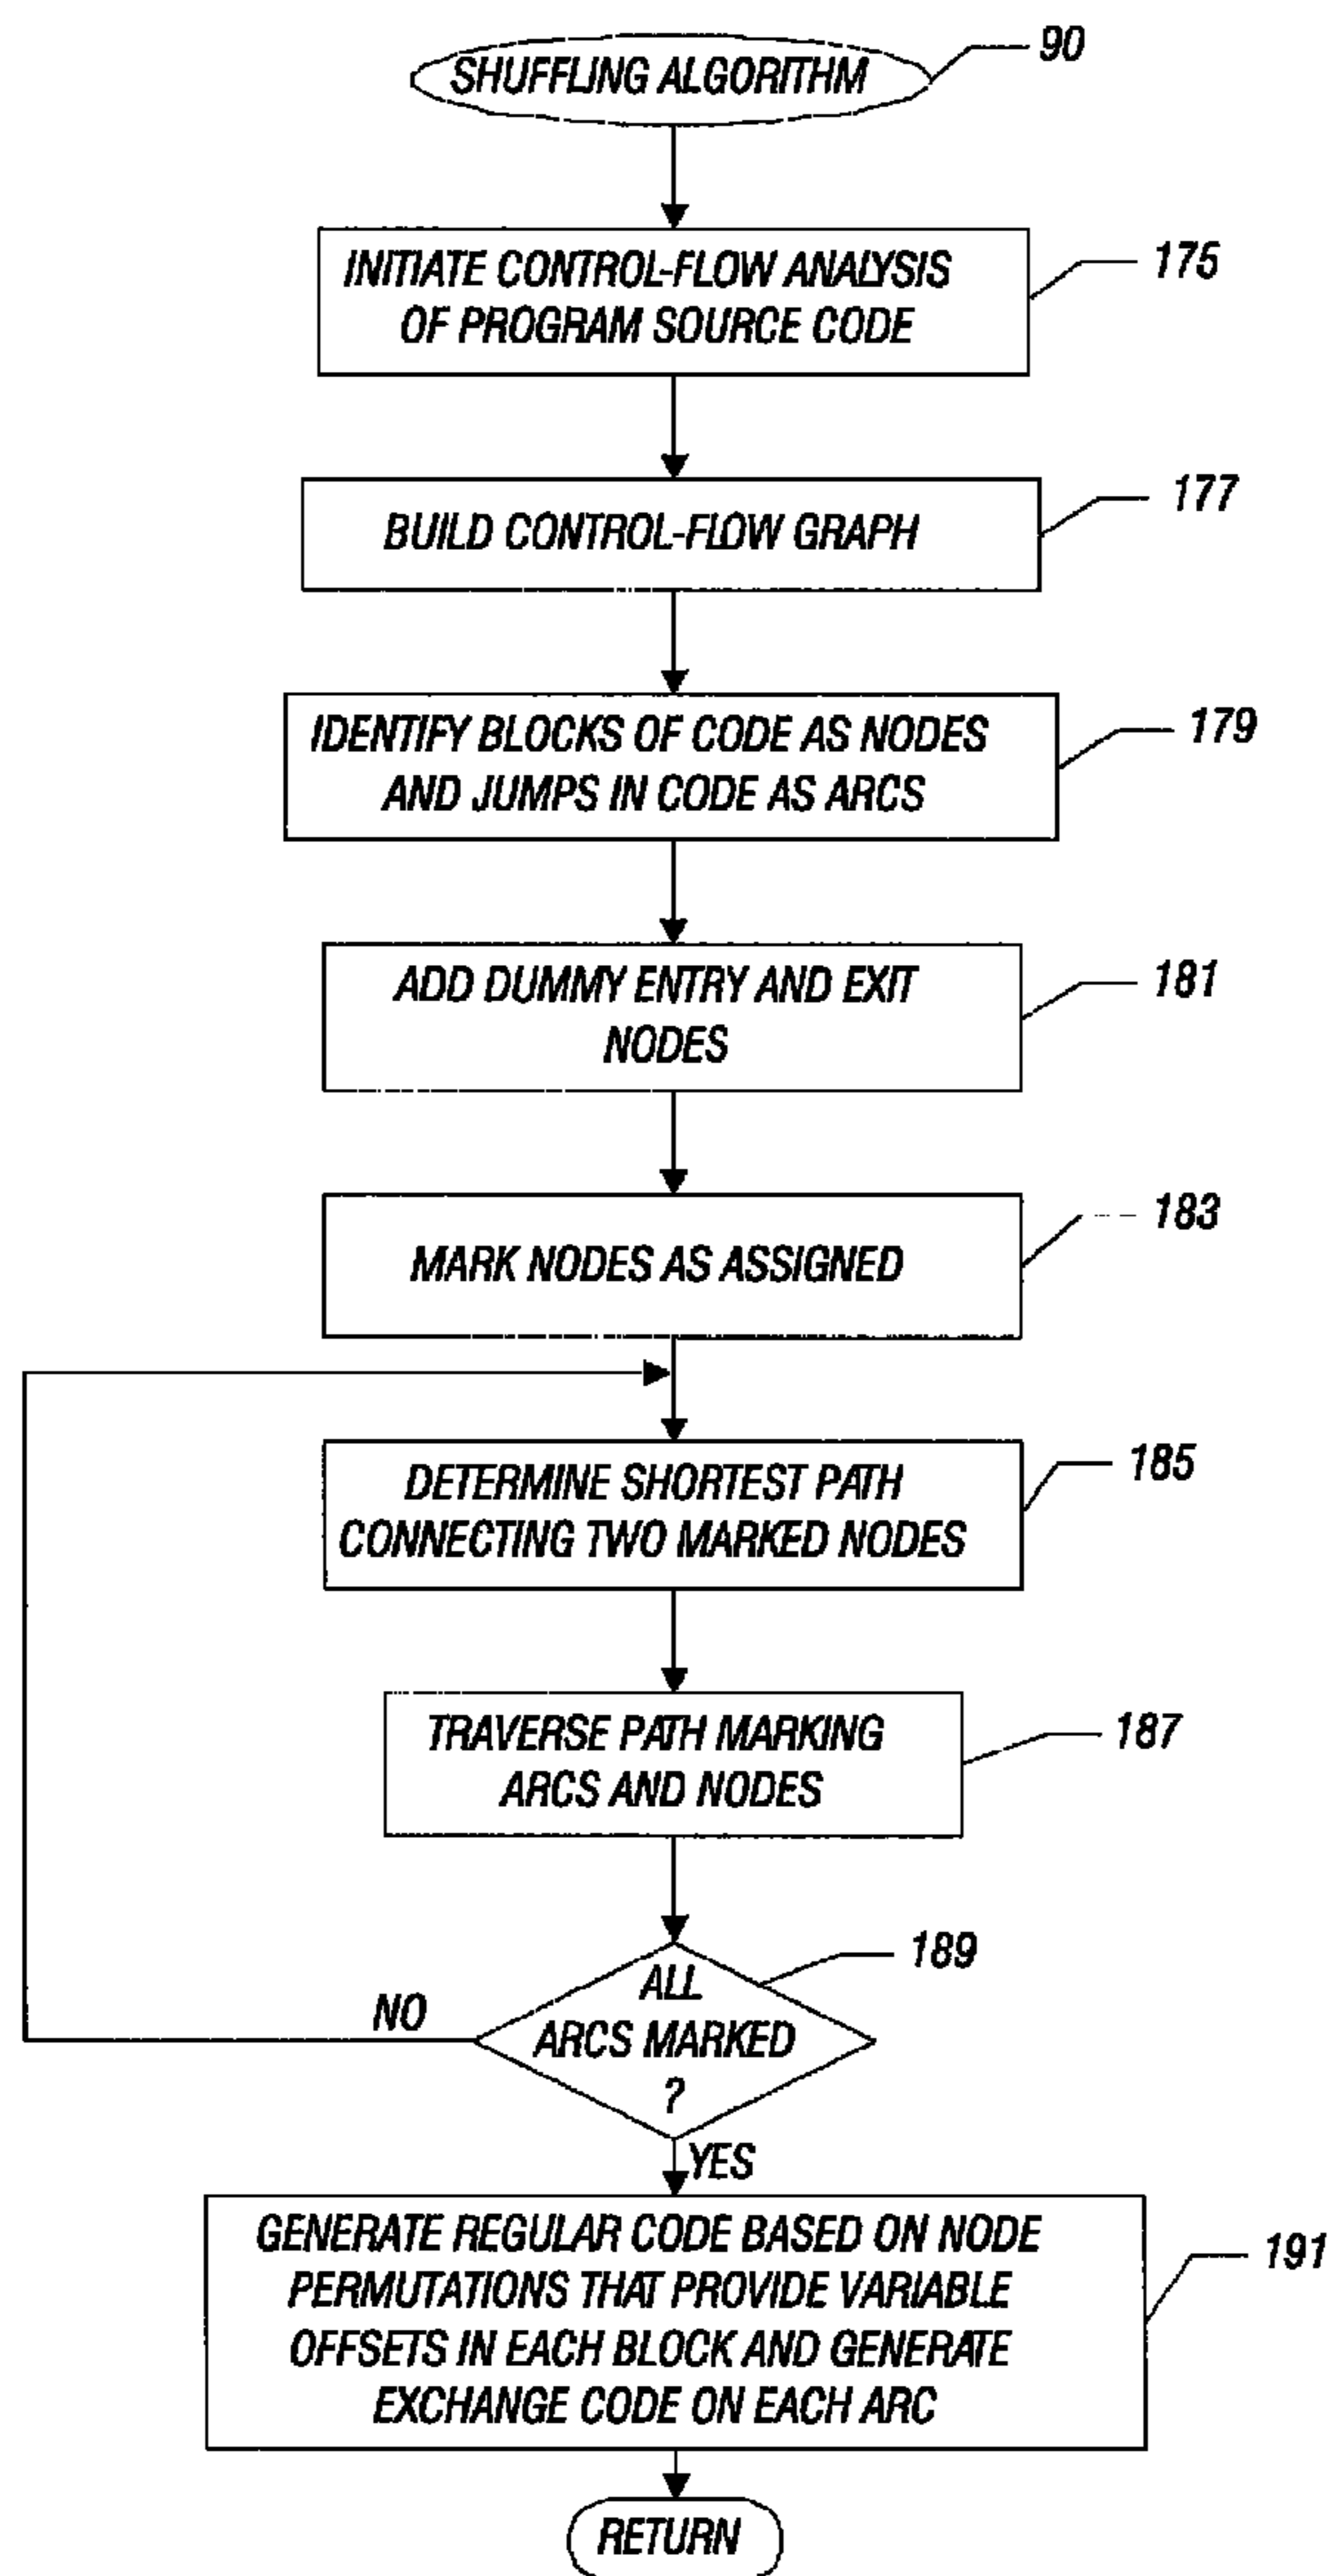 SHUFFLING ALGORITHM
90
INITIATE CONTROL-FLOW ANALYSIS
OF PROGRAM SOURCE CODE
175
BUILD CONTROL-FLOW GRAPH
177
IDENTIFY BLOCKS OF CODE AS NODES
AND JUMPS IN CODE AS ARCS
179
ADD DUMMY ENTRY AND EXIT
NODES
181
MARK NODES AS ASSIGNED
183
DETERMINE SHORTEST PATH
CONNECTING TWO MARKED NODES
185
TRAVERSE PATH MARKING
ARCS AND NODES
187
ALL
ARCS MARKED
?
189
NO
YES
GENERATE REGULAR CODE BASED ON NODE
PERMUTATIONS THAT PROVIDE VARIABLE
OFFSETS IN EACH BLOCK AND GENERATE
EXCHANGE CODE ON EACH ARC
191
RETURN